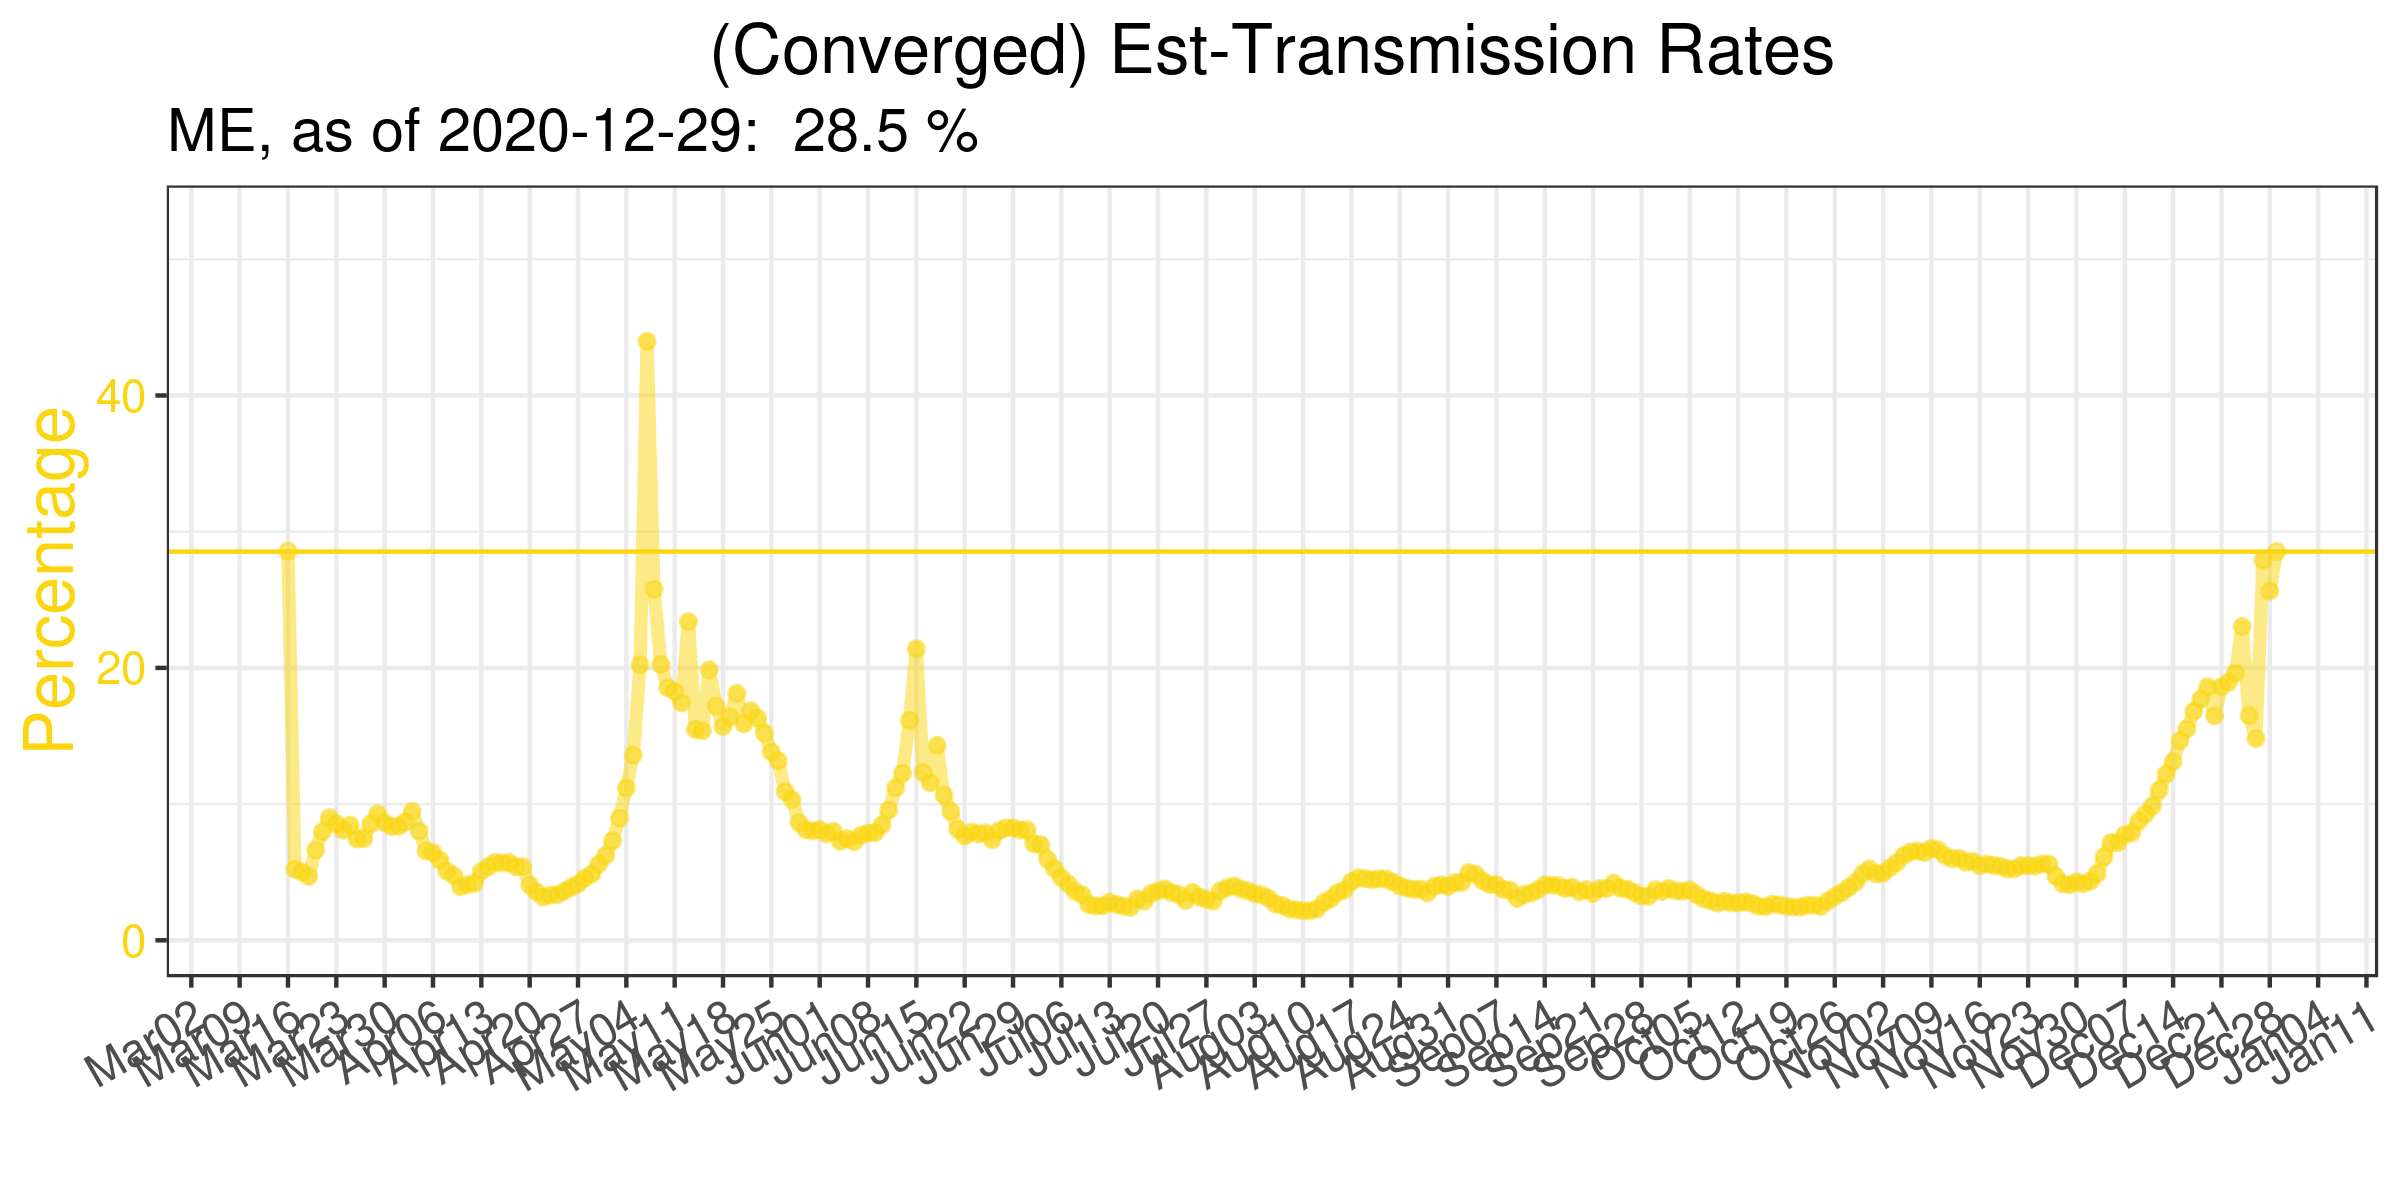 (Converged) Est-Transmission Rates
ME, as of 2020-12-29: 28.5 %
Percentage
40
20
0
Mar02
Mar09
Mar16
Mar23
Mar30
Apr06
Apr13
Apr20
Apr27
May04
May11
May18
May25
Jun01
Jun08
Jun15
Jun22
Jun29
Jul06
Jul13
Jul20
Jul27
Aug03
Aug10
Aug17
Aug24
Aug31
Sep07
Sep14
Sep21
Sep28
Oct05
Oct12
Oct19
Oct26
Nov02
Nov09
Nov16
Nov23
Nov30
Dec07
Dec14
Dec21
Dec28
Jan04
Jan11